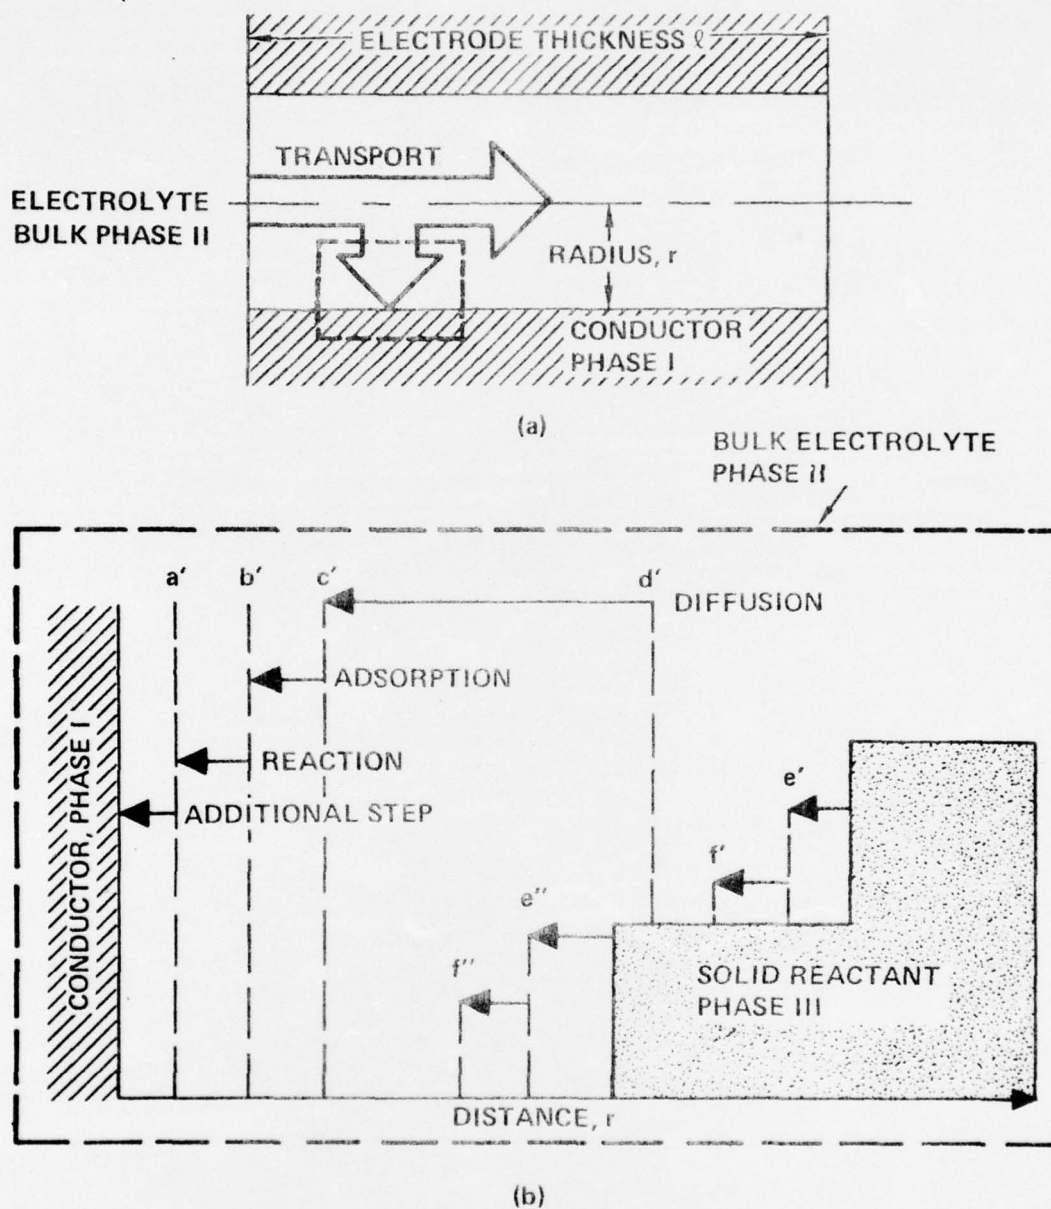 ELECTRODE THICKNESS ℓ
TRANSPORT
ELECTROLYTE
BULK PHASE II
RADIUS, r
CONDUCTOR
PHASE I
(a)
BULK ELECTROLYTE
PHASE II
a' b' c' d'
DIFFUSION
ADSORPTION
REACTION
ADDITIONAL STEP
CONDUCTOR, PHASE I
e'
f'
e''
f''
SOLID REACTANT
PHASE III
DISTANCE, r
(b)